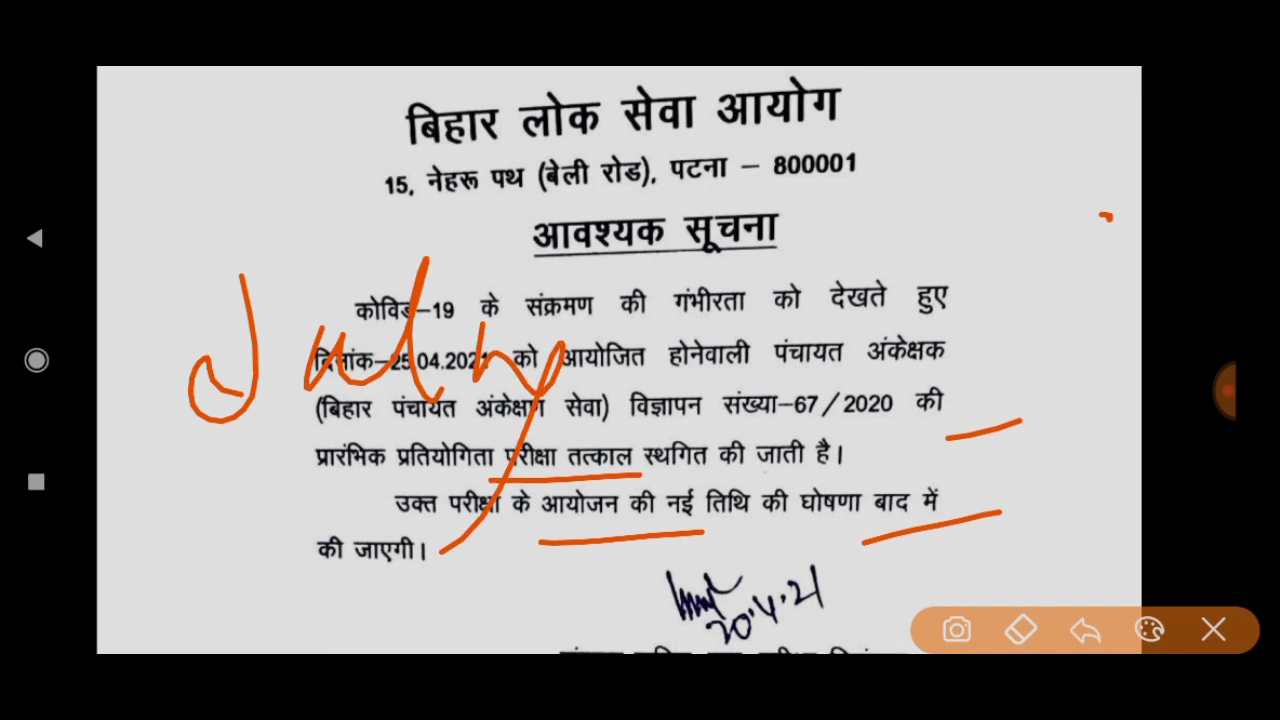 बिहार लोक सेवा आयोग
15, नेहरू पथ (बेली रोड), पटना – 800001
आवश्यक सूचना
कोविड–19 के संक्रमण की गंभीरता को देखते हुए
दिनांक–25.04.2021 को आयोजित होनेवाली पंचायत अंकेक्षक
(बिहार पंचायत अंकेक्षण सेवा) विज्ञापन संख्या–67/2020 की
प्रारंभिक प्रतियोगिता परीक्षा तत्काल स्थगित की जाती है।
उक्त परीक्षा के आयोजन की नई तिथि की घोषणा बाद में
की जाएगी।
July
20.4.21